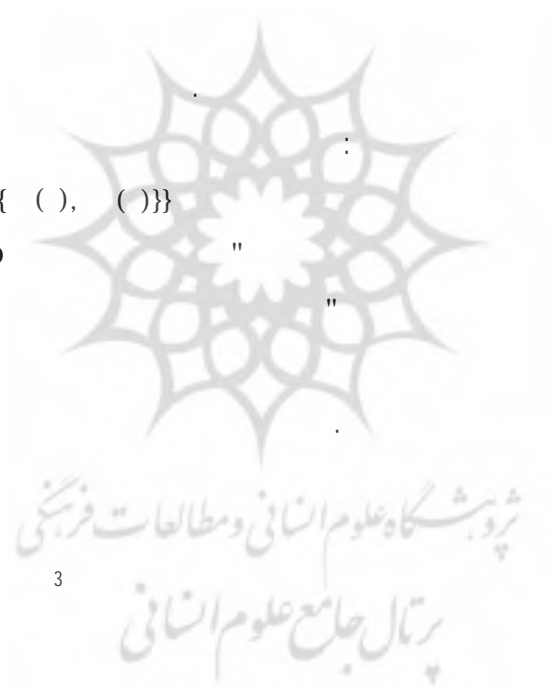 .
:
{ ( ), ( )}}
)
"
"
.
پژوهشگاه علوم انسانی و مطالعات فرهنگی
3
پرتال جامع علوم انسانی